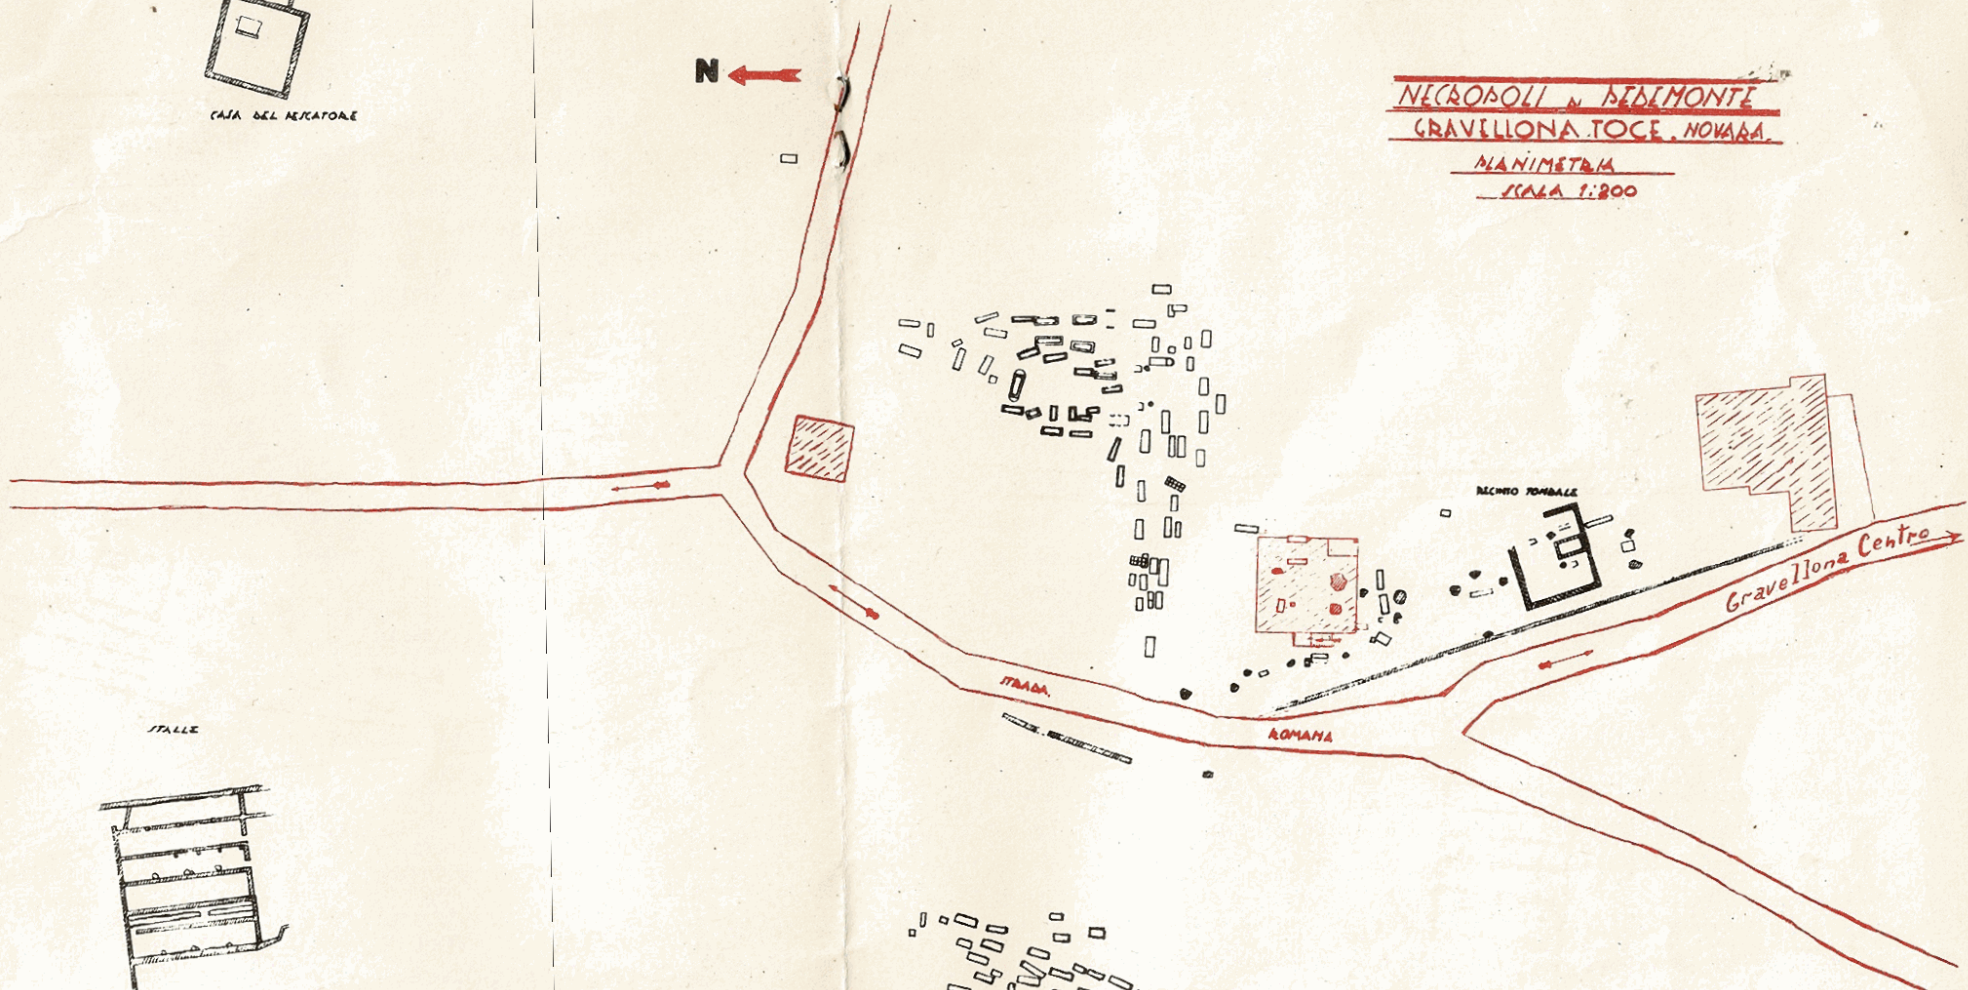 CASA DEL PESCATORE
N
NECROPOLI DI PEDEMONTE
GRAVELLONA TOCE. NOVARA.
PLANIMETRIA
SCALA 1:200
RECINTO TOMBALE
Gravellona Centro
STRADA
ROMANA
STALLE